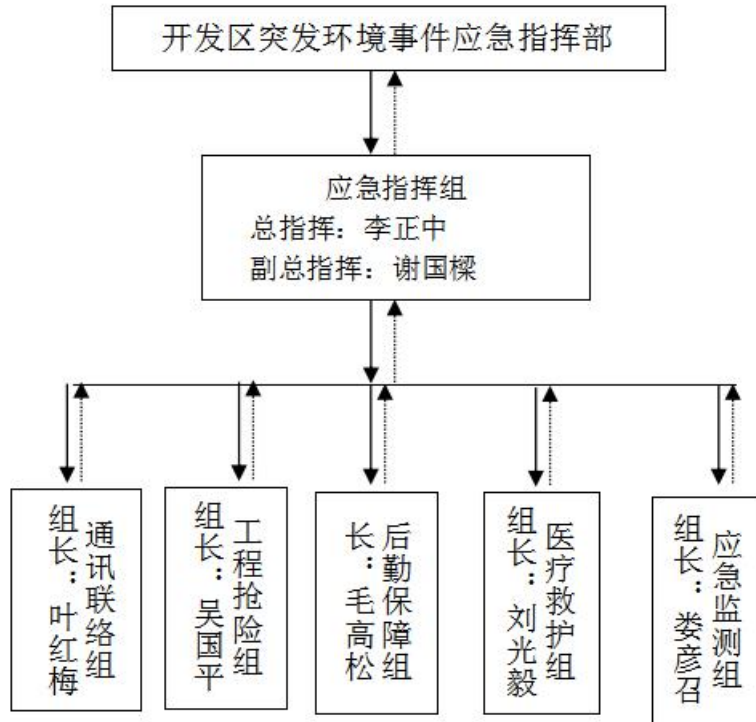 开发区突发环境事件应急指挥部
应急指挥组
总指挥：李正中
副总指挥：谢国樑
通讯联络组
组长：叶红梅
工程抢险组
组长：吴国平
后勤保障组
长：毛高松
医疗救护组
组长：刘光毅
应急监测组
组长：娄彦召